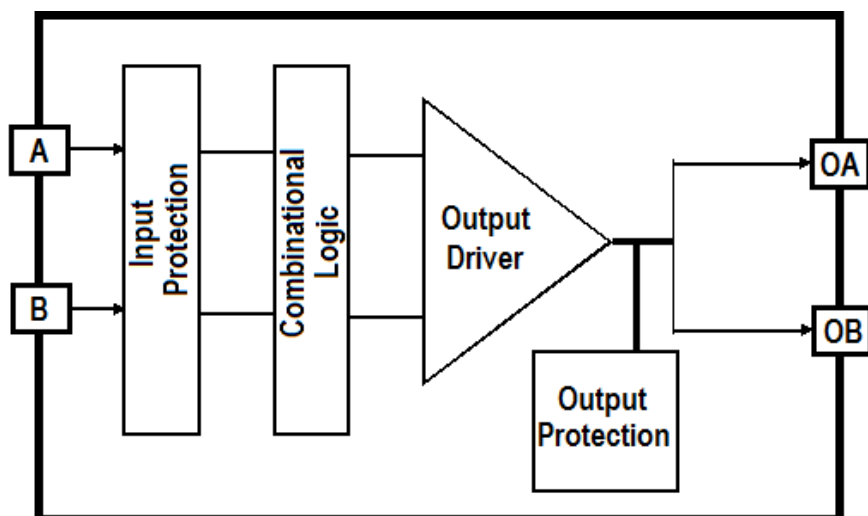 A
B
Input
Protection
Combinational
Logic
Output
Driver
Output
Protection
OA
OB